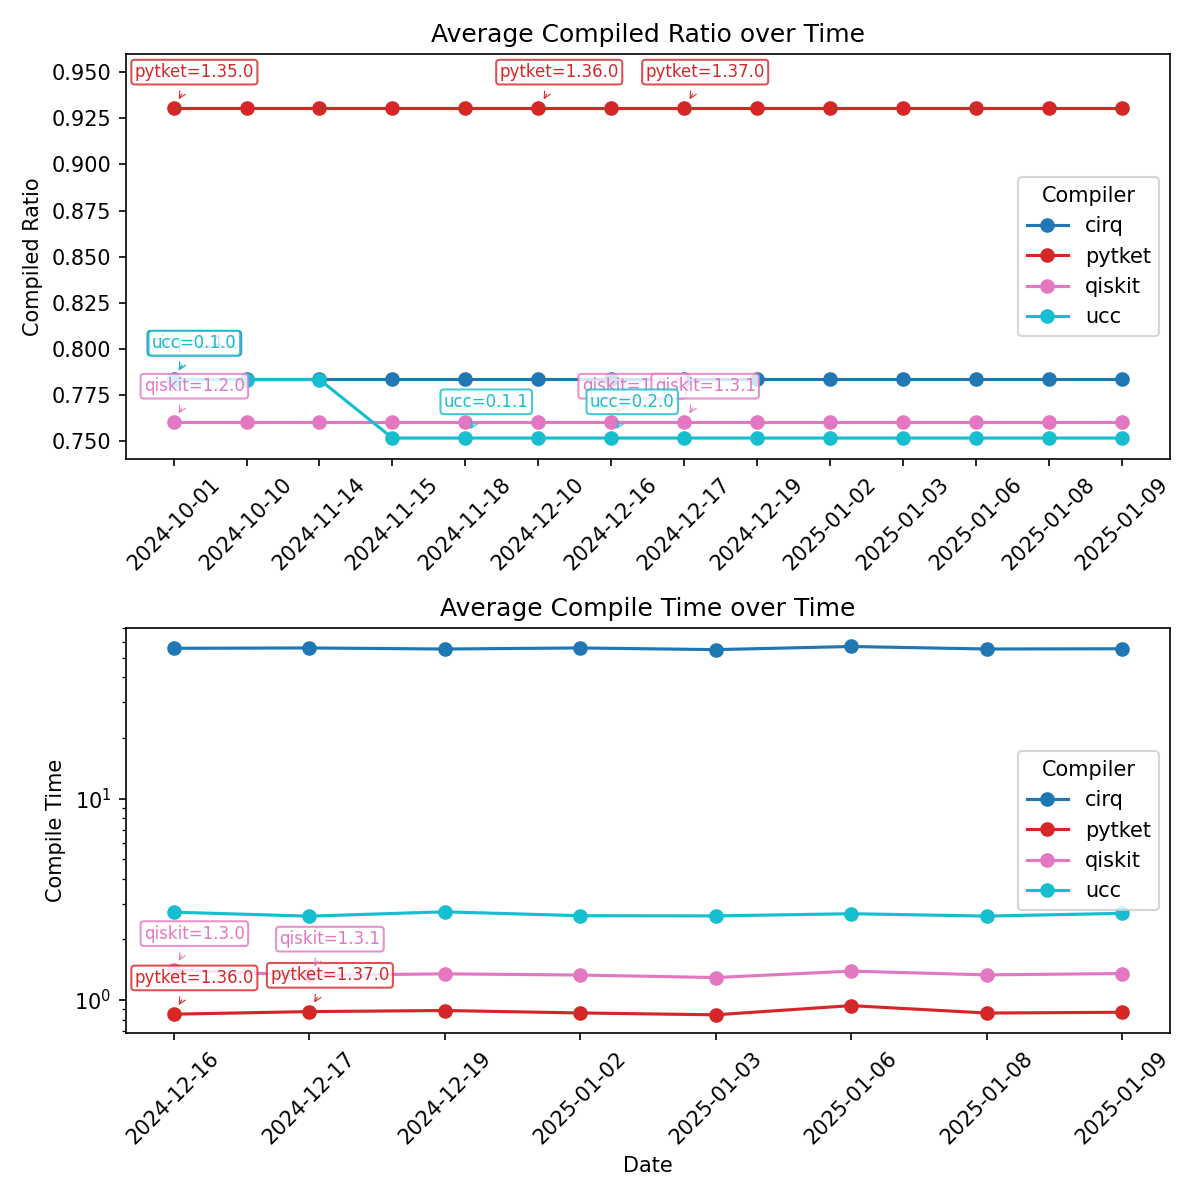 Average Compiled Ratio over Time
pytket=1.35.0
pytket=1.36.0
pytket=1.37.0
0.950
0.925
0.900
0.875
0.850
0.825
0.800
0.775
0.750
Compiled Ratio
Compiler
cirq
pytket
qiskit
ucc
ucc=0.1.0
qiskit=1.2.0
qiskit=1.3.1
ucc=0.1.1
ucc=0.2.0
2024-10-01
2024-10-10
2024-11-14
2024-11-15
2024-11-18
2024-12-10
2024-12-16
2024-12-17
2024-12-19
2025-01-02
2025-01-03
2025-01-06
2025-01-08
2025-01-09
Average Compile Time over Time
10¹
10⁰
Compile Time
Compiler
cirq
pytket
qiskit
ucc
qiskit=1.3.0
qiskit=1.3.1
pytket=1.36.0
pytket=1.37.0
2024-12-16
2024-12-17
2024-12-19
2025-01-02
2025-01-03
2025-01-06
2025-01-08
2025-01-09
Date